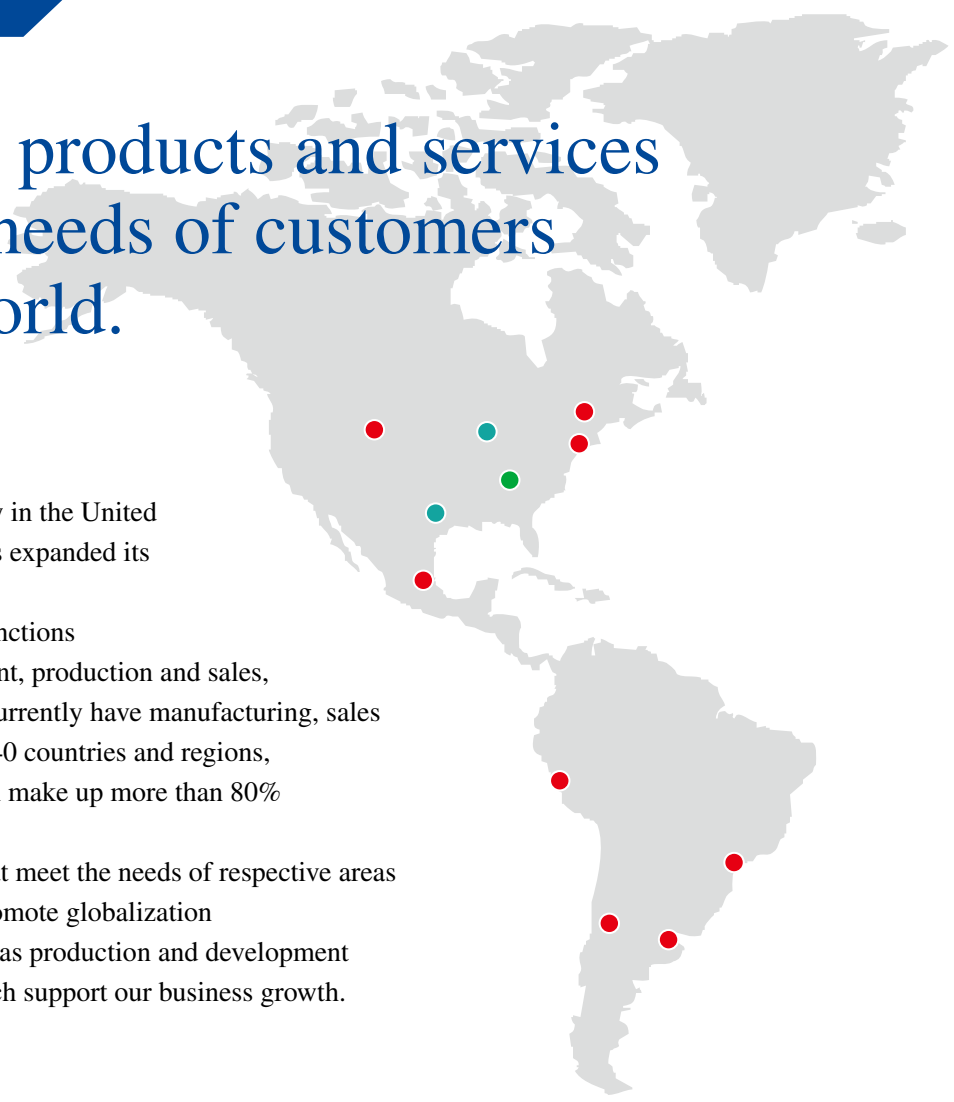 products and services
needs of customers
orld.
y in the United
s expanded its
nctions
nt, production and sales,
urrently have manufacturing, sales
0 countries and regions,
make up more than 80%
t meet the needs of respective areas
omote globalization
as production and development
ch support our business growth.